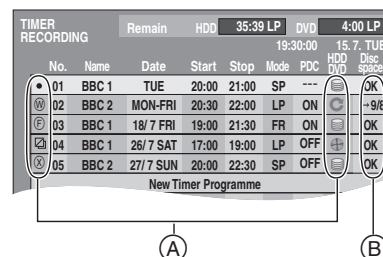 TIMER RECORDING Remain HDD 35:39 LP DVD 4:00 LP
19:30:00 15. 7. TUE
No. Name Date Start Stop Mode PDC HDD DVD Disc space
01 BBC 1 TUE 20:00 21:00 SP --- OK
W 02 BBC 2 MON-FRI 20:30 22:00 LP ON →9/8
F 03 BBC 1 18/ 7 FRI 19:00 21:30 FR ON OK
04 BBC 1 26/ 7 SAT 17:00 19:00 LP OFF OK
X 05 BBC 2 27/ 7 SUN 20:00 22:30 SP OFF OK
New Timer Programme
A B